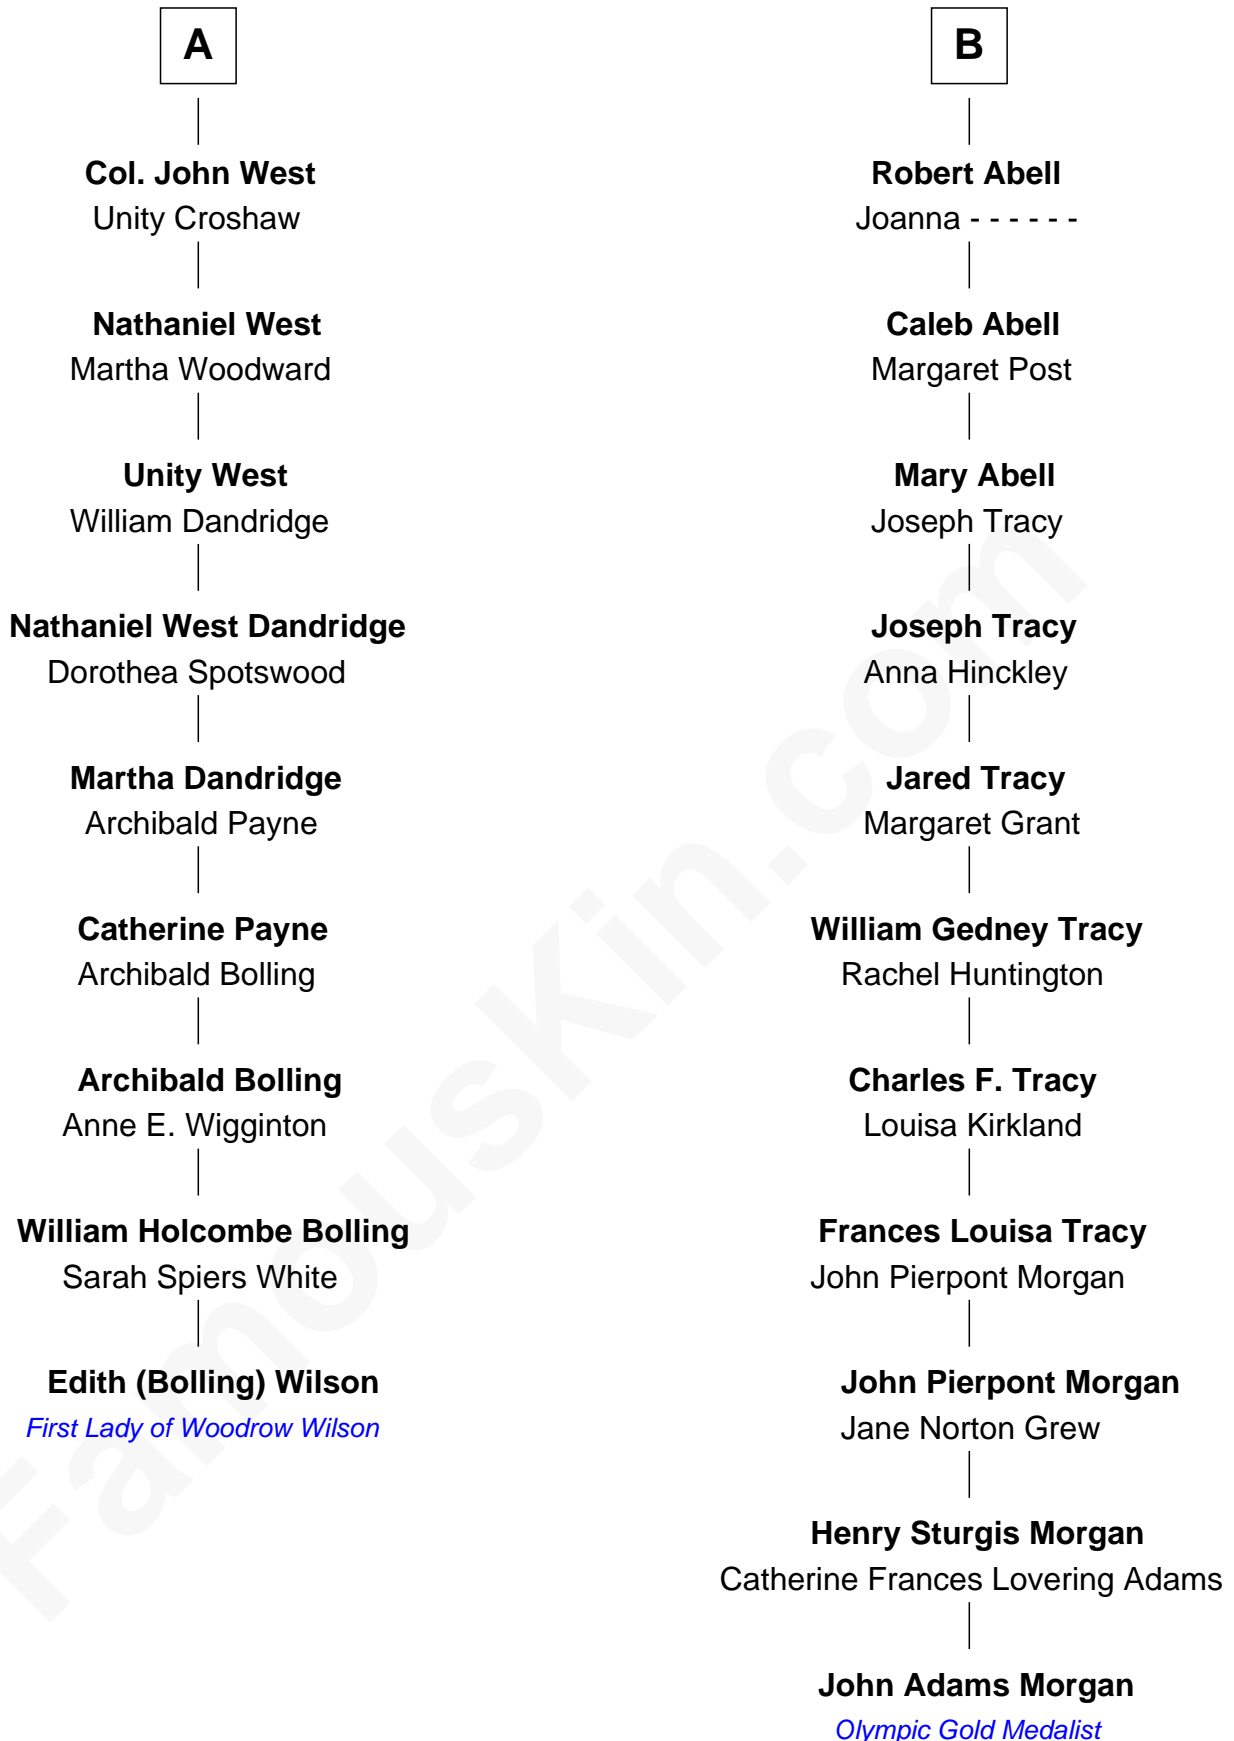 A
Col. John West
Unity Croshaw
Nathaniel West
Martha Woodward
Unity West
William Dandridge
Nathaniel West Dandridge
Dorothea Spotswood
Martha Dandridge
Archibald Payne
Catherine Payne
Archibald Bolling
Archibald Bolling
Anne E. Wigginton
William Holcombe Bolling
Sarah Spiers White
Edith (Bolling) Wilson
First Lady of Woodrow Wilson
B
Robert Abell
Joanna - - - - - -
Caleb Abell
Margaret Post
Mary Abell
Joseph Tracy
Joseph Tracy
Anna Hinckley
Jared Tracy
Margaret Grant
William Gedney Tracy
Rachel Huntington
Charles F. Tracy
Louisa Kirkland
Frances Louisa Tracy
John Pierpont Morgan
John Pierpont Morgan
Jane Norton Grew
Henry Sturgis Morgan
Catherine Frances Lovering Adams
John Adams Morgan
Olympic Gold Medalist
FamousKin.com